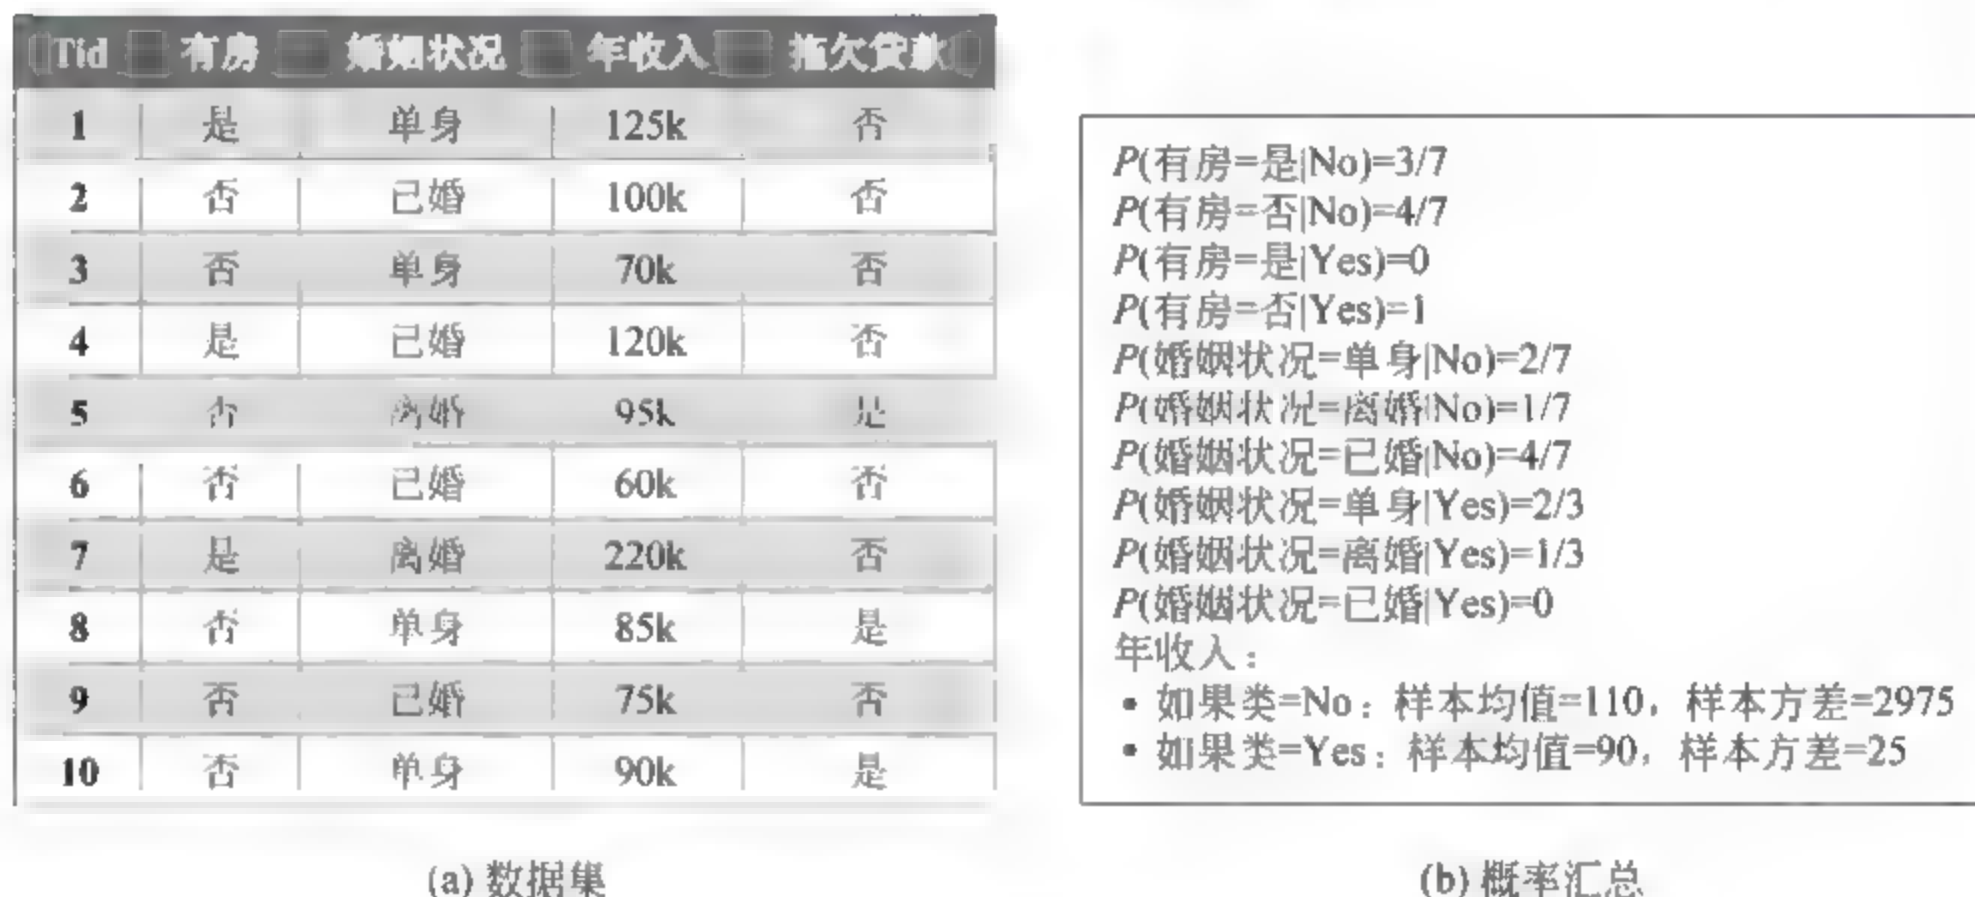 Tid 有房 婚姻状况 年收入 拖欠贷款
1 是 单身 125k 否
2 否 已婚 100k 否
3 否 单身 70k 否
4 是 已婚 120k 否
5 否 离婚 95k 是
6 否 已婚 60k 否
7 是 离婚 220k 否
8 否 单身 85k 是
9 否 已婚 75k 否
10 否 单身 90k 是
(a) 数据集
P(有房=是|No)=3/7
P(有房=否|No)=4/7
P(有房=是|Yes)=0
P(有房=否|Yes)=1
P(婚姻状况=单身|No)=2/7
P(婚姻状况=离婚|No)=1/7
P(婚姻状况=已婚|No)=4/7
P(婚姻状况=单身|Yes)=2/3
P(婚姻状况=离婚|Yes)=1/3
P(婚姻状况=已婚|Yes)=0
年收入：
• 如果类=No：样本均值=110，样本方差=2975
• 如果类=Yes：样本均值=90，样本方差=25
(b) 概率汇总